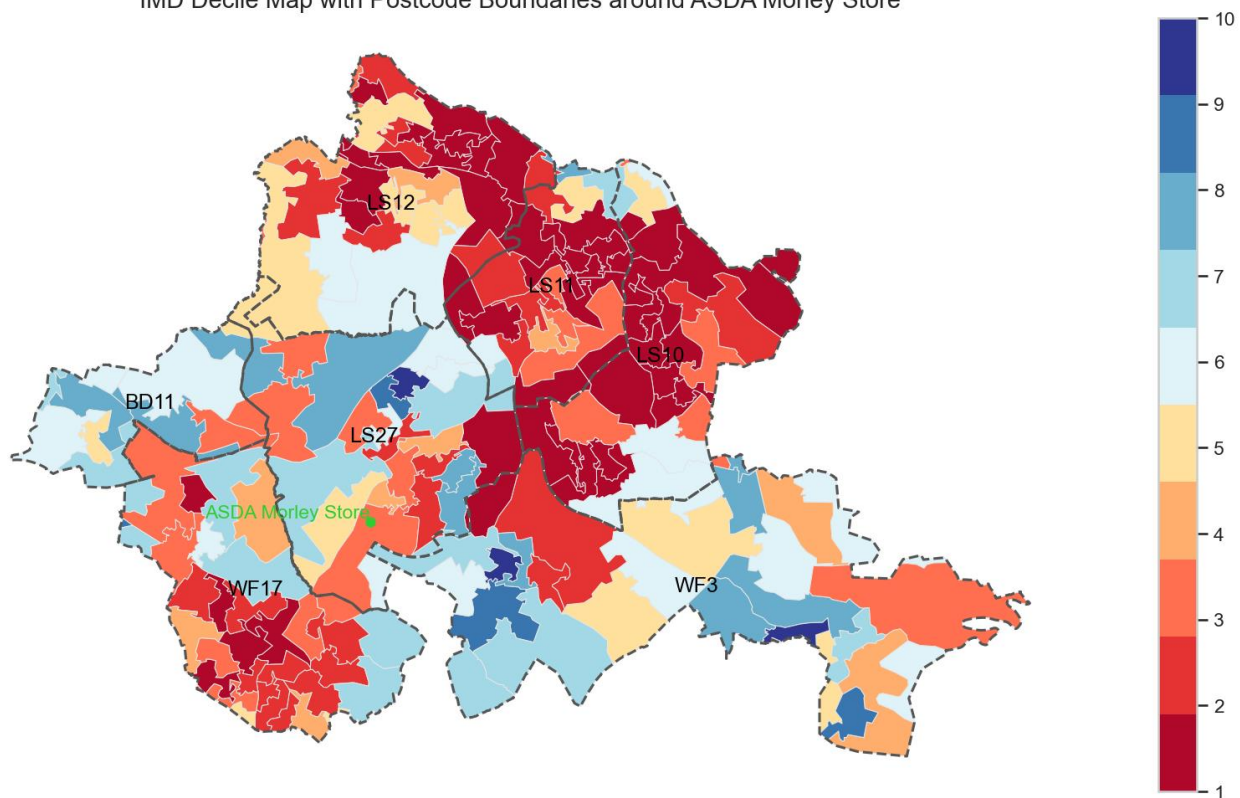 IMD Decile Map with Postcode Boundaries around ASDA Morley Store
10
9
8
7
6
5
4
3
2
1
LS12
LS11
LS10
BD11
LS27
ASDA Morley Store
WF17
WF3